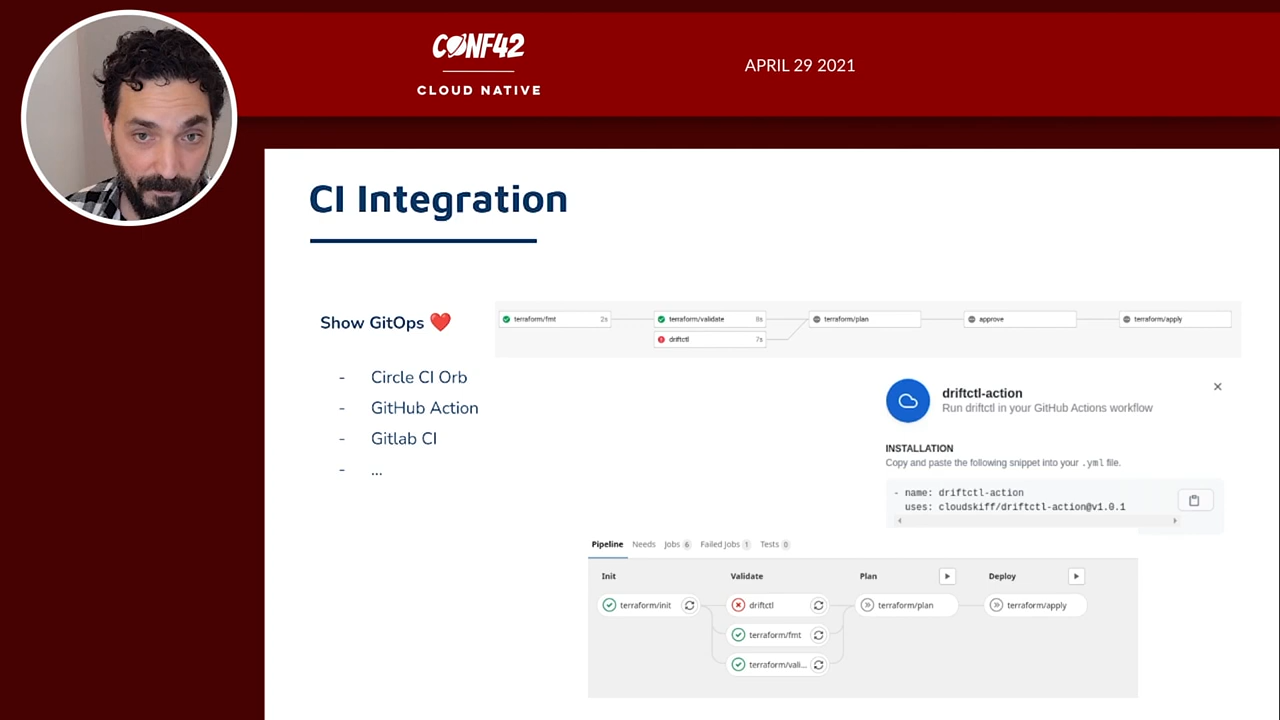 CONF42
CLOUD NATIVE
APRIL 29 2021
CI Integration
Show GitOps ❤️
- Circle CI Orb
- GitHub Action
- Gitlab CI
- ...
terraform/fmt 2s
terraform/validate 8s
driftctl 7s
terraform/plan
approve
terraform/apply
driftctl-action
Run driftctl in your GitHub Actions workflow
INSTALLATION
Copy and paste the following snippet into your .yml file.
- name: driftctl-action
uses: cloudskiff/driftctl-action@v1.0.1
Pipeline Needs Jobs 6 Failed Jobs 1 Tests 0
Init Validate Plan Deploy
terraform/init driftctl terraform/plan terraform/apply
terraform/fmt
terraform/vali...